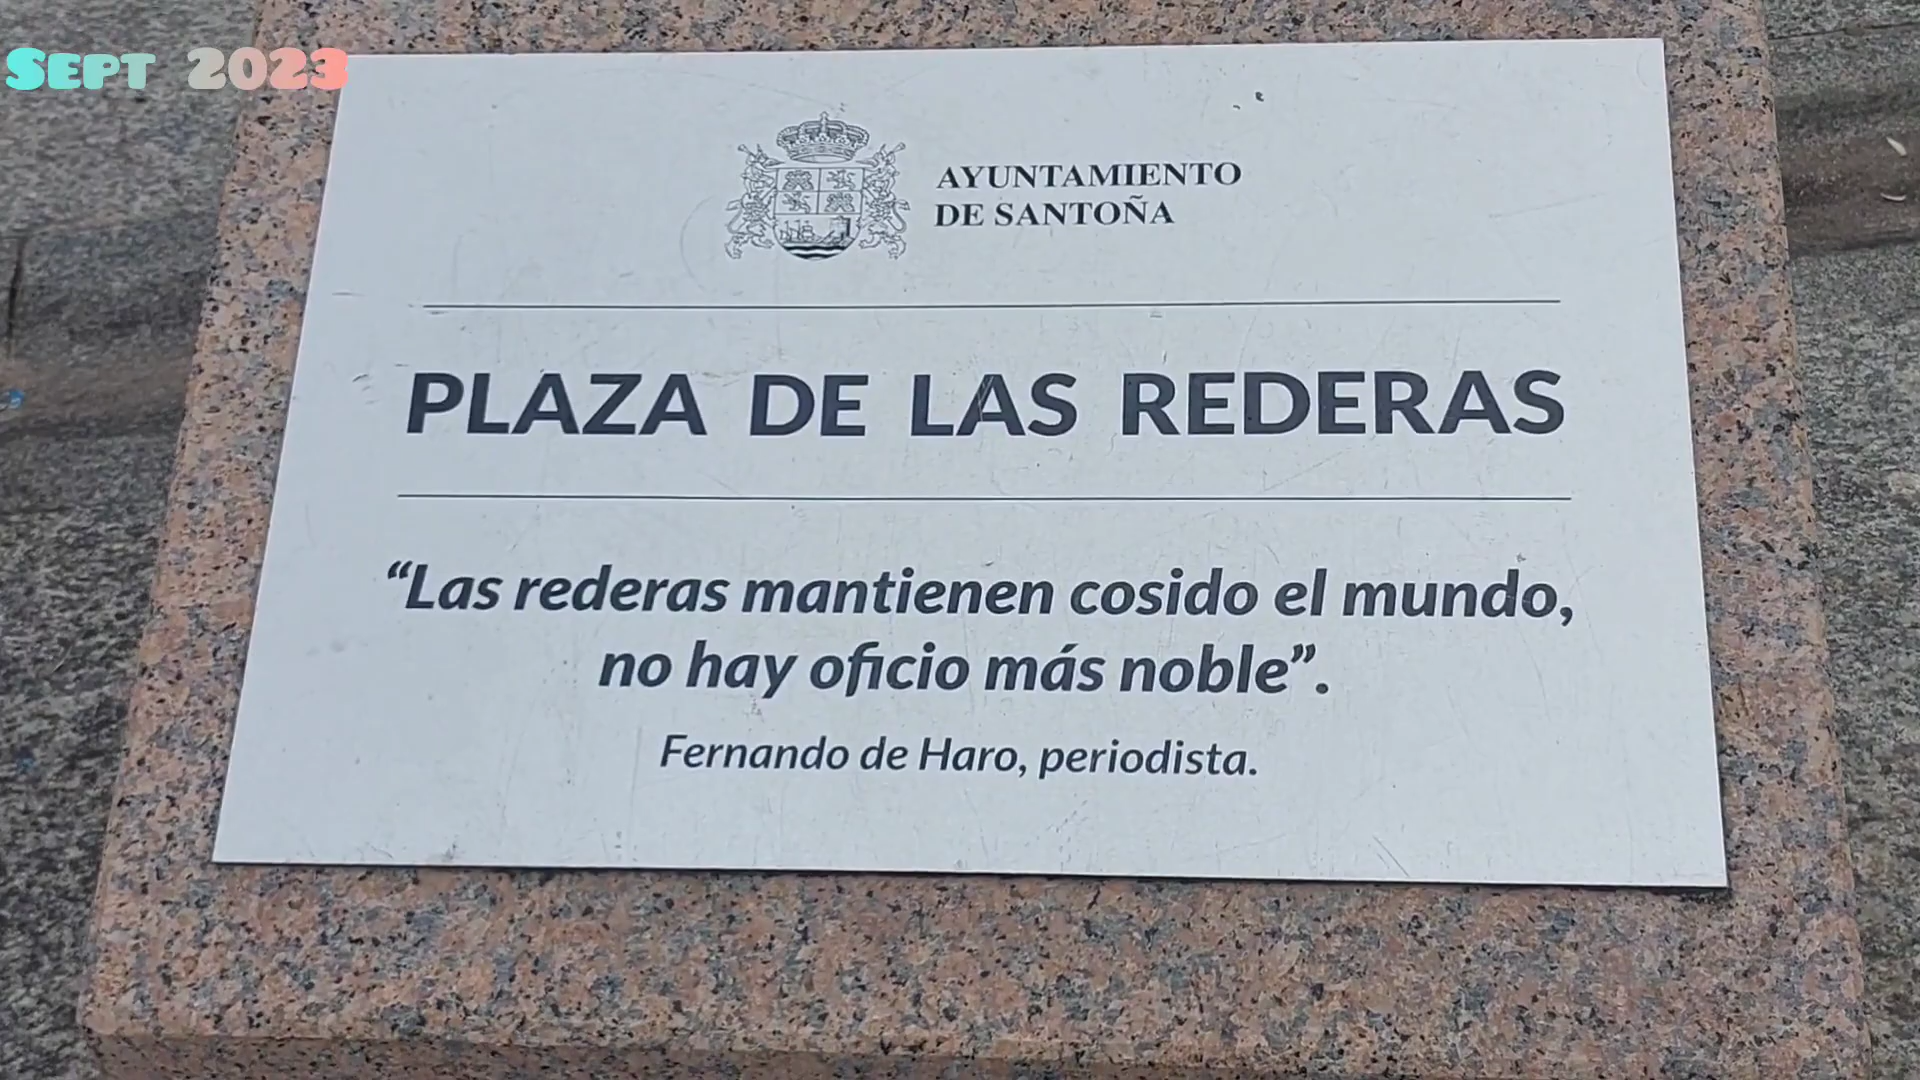 Sept 2023
AYUNTAMIENTO
DE SANTOÑA
PLAZA DE LAS REDERAS
“Las rederas mantienen cosido el mundo,
no hay oficio más noble”.
Fernando de Haro, periodista.